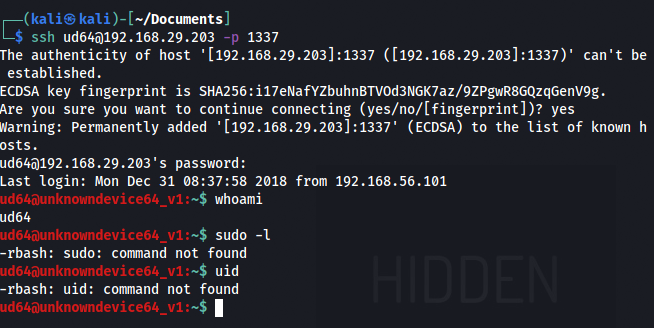 ┌──(kali㉿kali)-[~/Documents]
└─$ ssh ud64@192.168.29.203 -p 1337
The authenticity of host '[192.168.29.203]:1337 ([192.168.29.203]:1337)' can't be
 established.
ECDSA key fingerprint is SHA256:i17eNafYZbuhnBTVOd3NGK7az/9ZPgwR8GQzqGenV9g.
Are you sure you want to continue connecting (yes/no/[fingerprint])? yes
Warning: Permanently added '[192.168.29.203]:1337' (ECDSA) to the list of known h
osts.
ud64@192.168.29.203's password:
Last login: Mon Dec 31 08:37:58 2018 from 192.168.56.101
ud64@unknowndevice64_v1:~$ whoami
ud64
ud64@unknowndevice64_v1:~$ sudo -l
-rbash: sudo: command not found
ud64@unknowndevice64_v1:~$ uid
-rbash: uid: command not found
ud64@unknowndevice64_v1:~$
HIDDEN